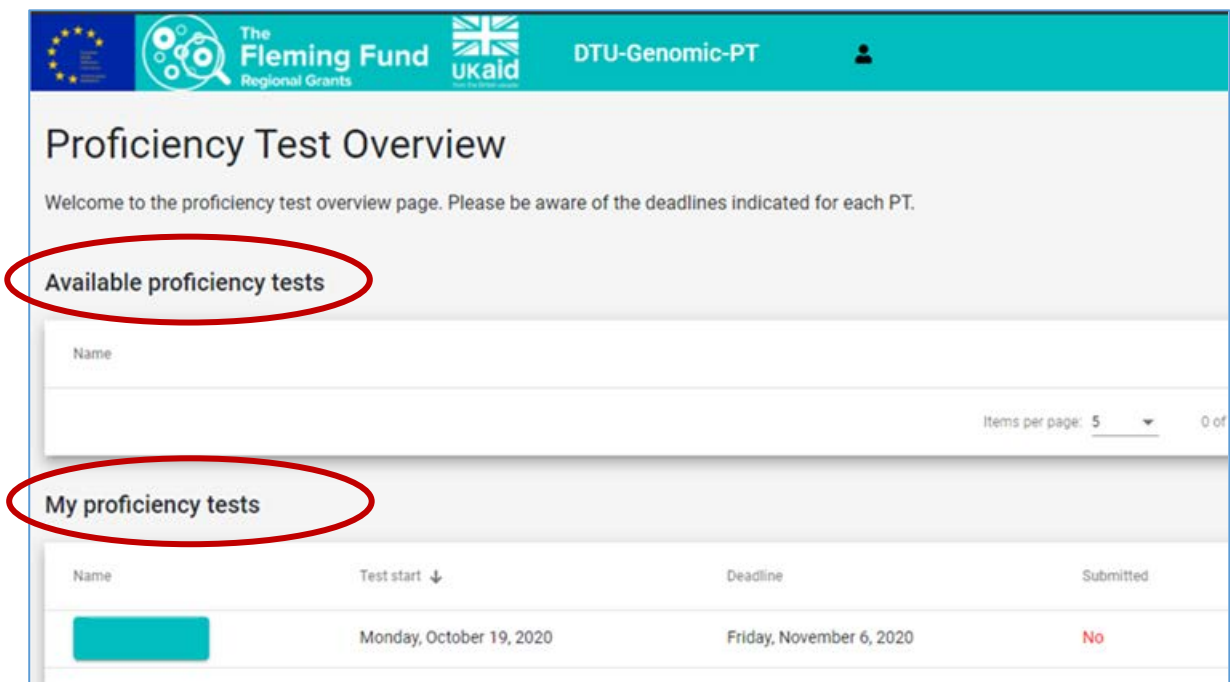 The
Fleming Fund
Regional Grants
UKaid
DTU-Genomic-PT
Proficiency Test Overview
Welcome to the proficiency test overview page. Please be aware of the deadlines indicated for each PT.
Available proficiency tests
Name
Items per page: 5 0 of
My proficiency tests
Name Test start Deadline Submitted
Monday, October 19, 2020 Friday, November 6, 2020 No